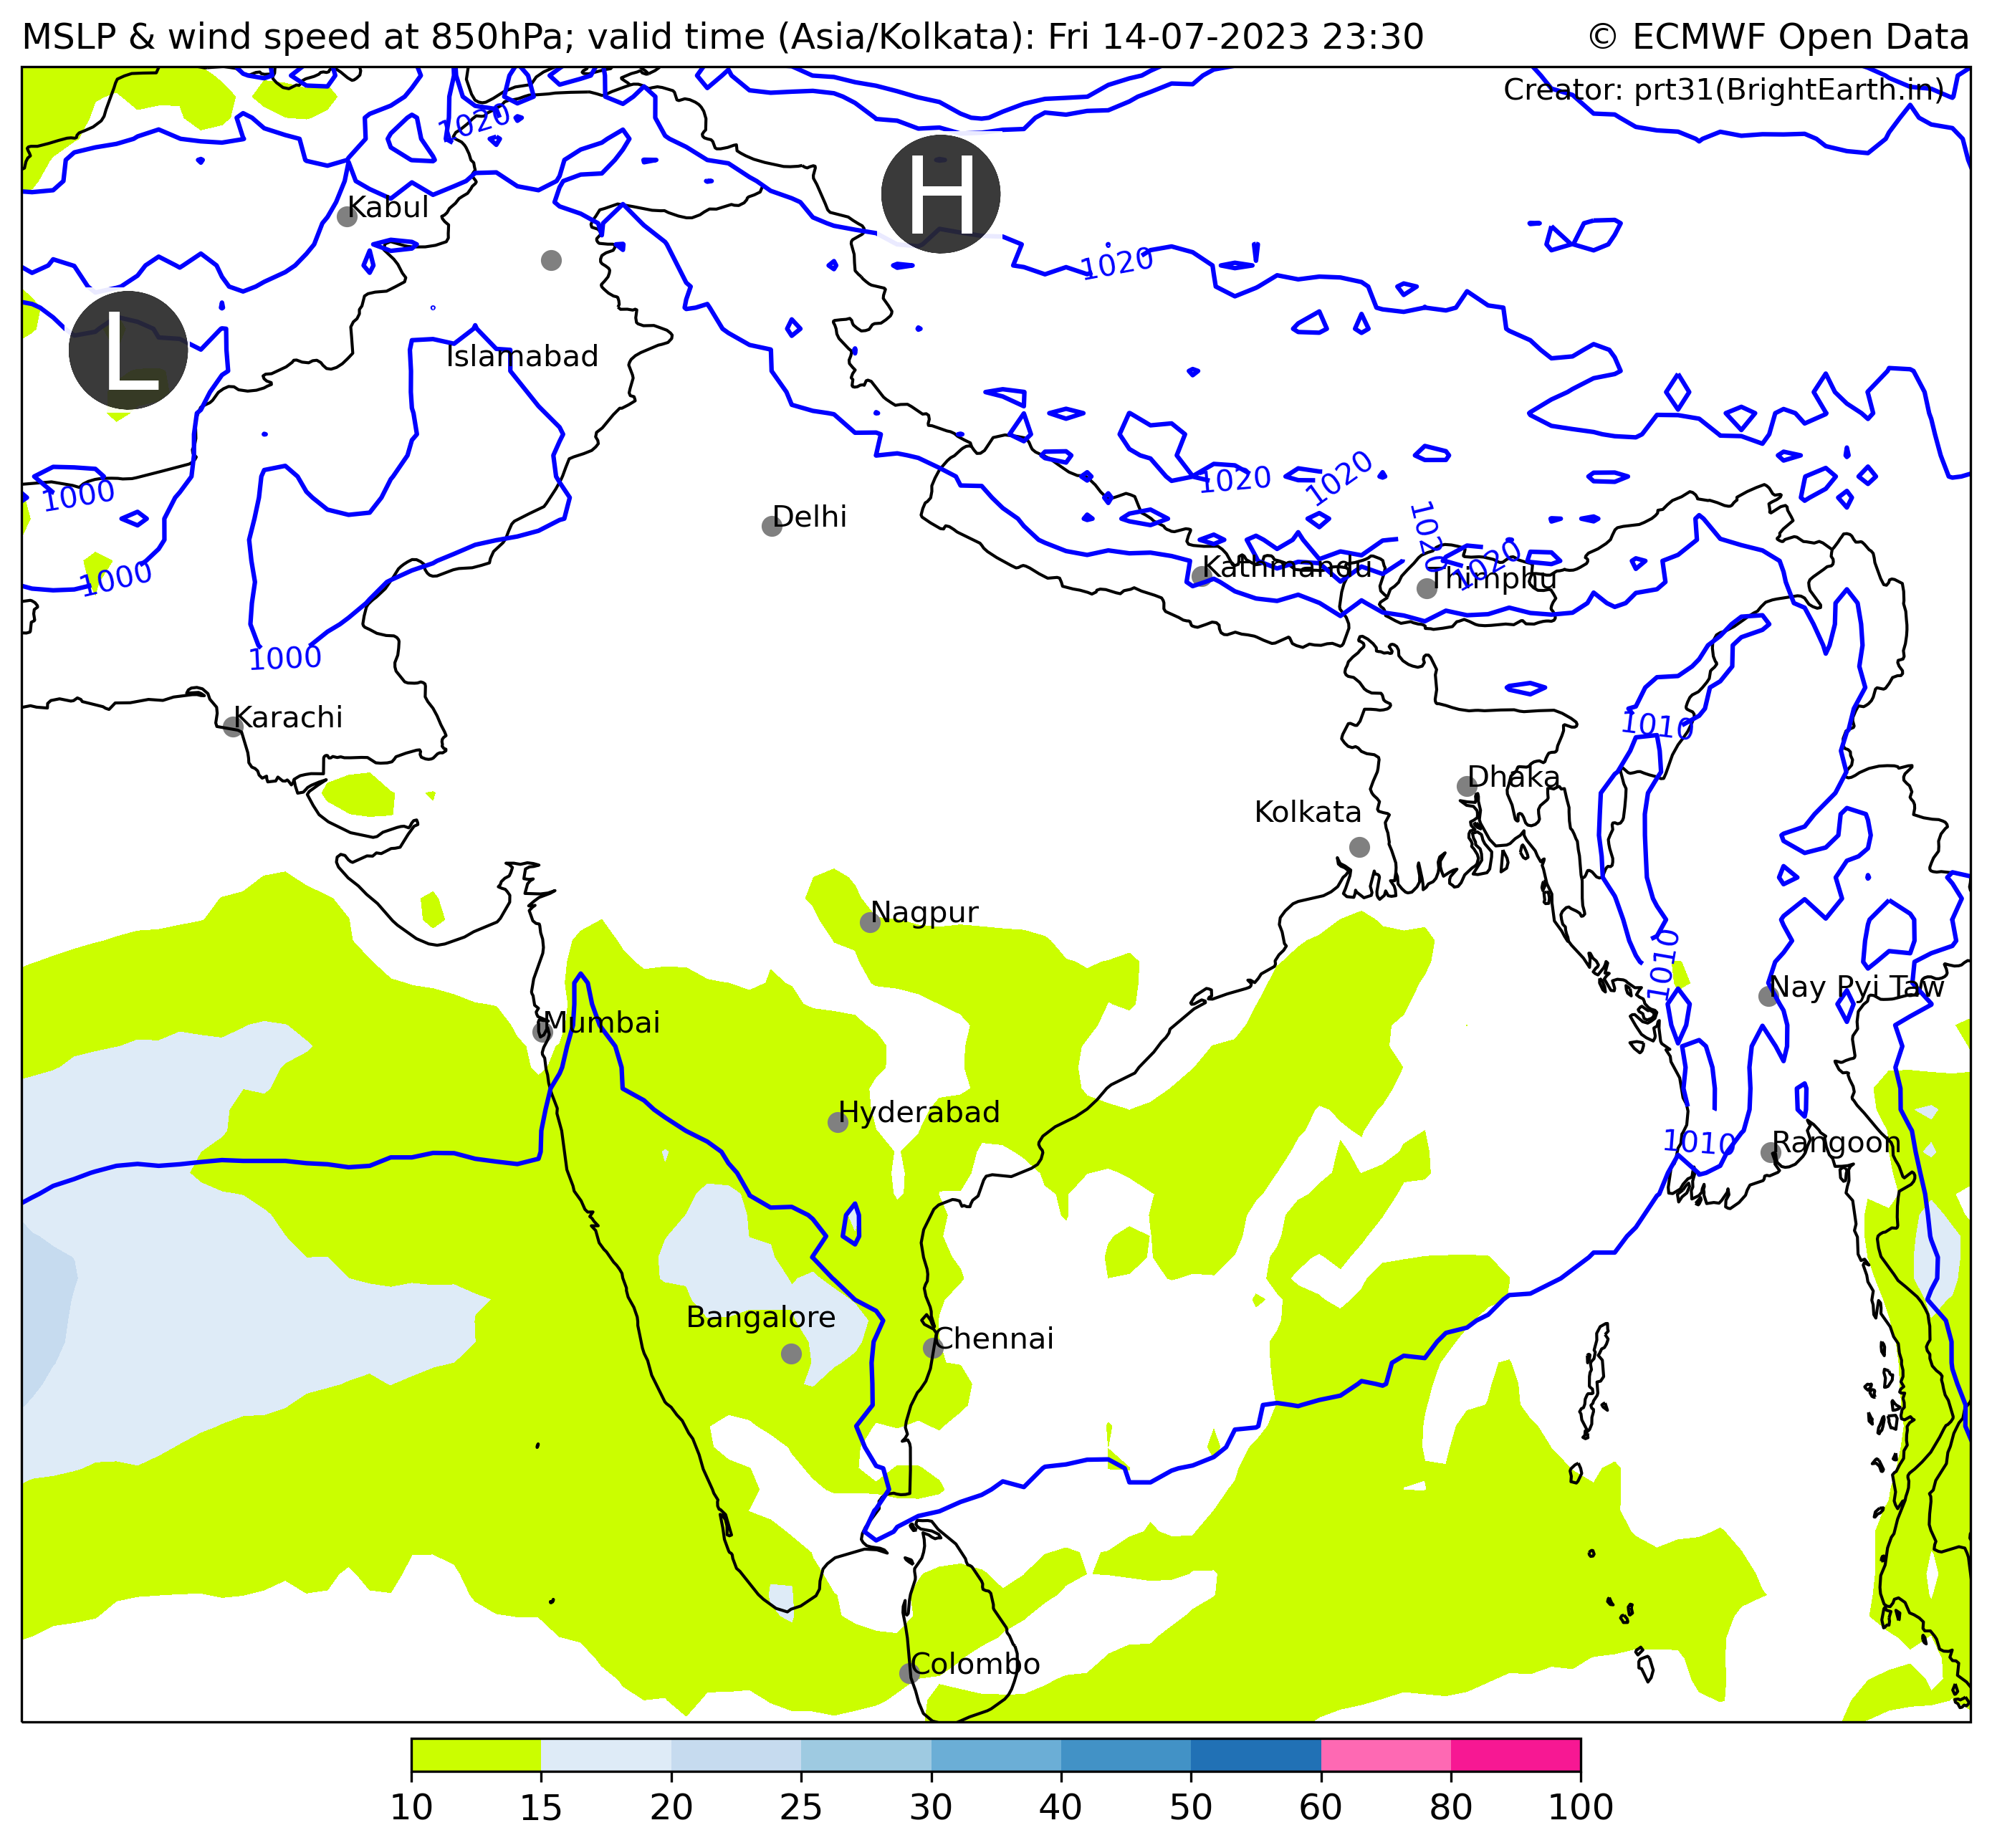 MSLP & wind speed at 850hPa; valid time (Asia/Kolkata): Fri 14-07-2023 23:30
© ECMWF Open Data
Creator: prt31(BrightEarth.in)
1020
H
Kabul
1020
L
Islamabad
1020
1020
1000
1020
Delhi
1020
Kathmandu
Thimphu
1000
1000
Karachi
1010
Dhaka
Kolkata
Nagpur
1010
Nay Pyi Taw
Mumbai
Hyderabad
1010
Rangoon
Bangalore
Chennai
Colombo
10 15 20 25 30 40 50 60 80 100